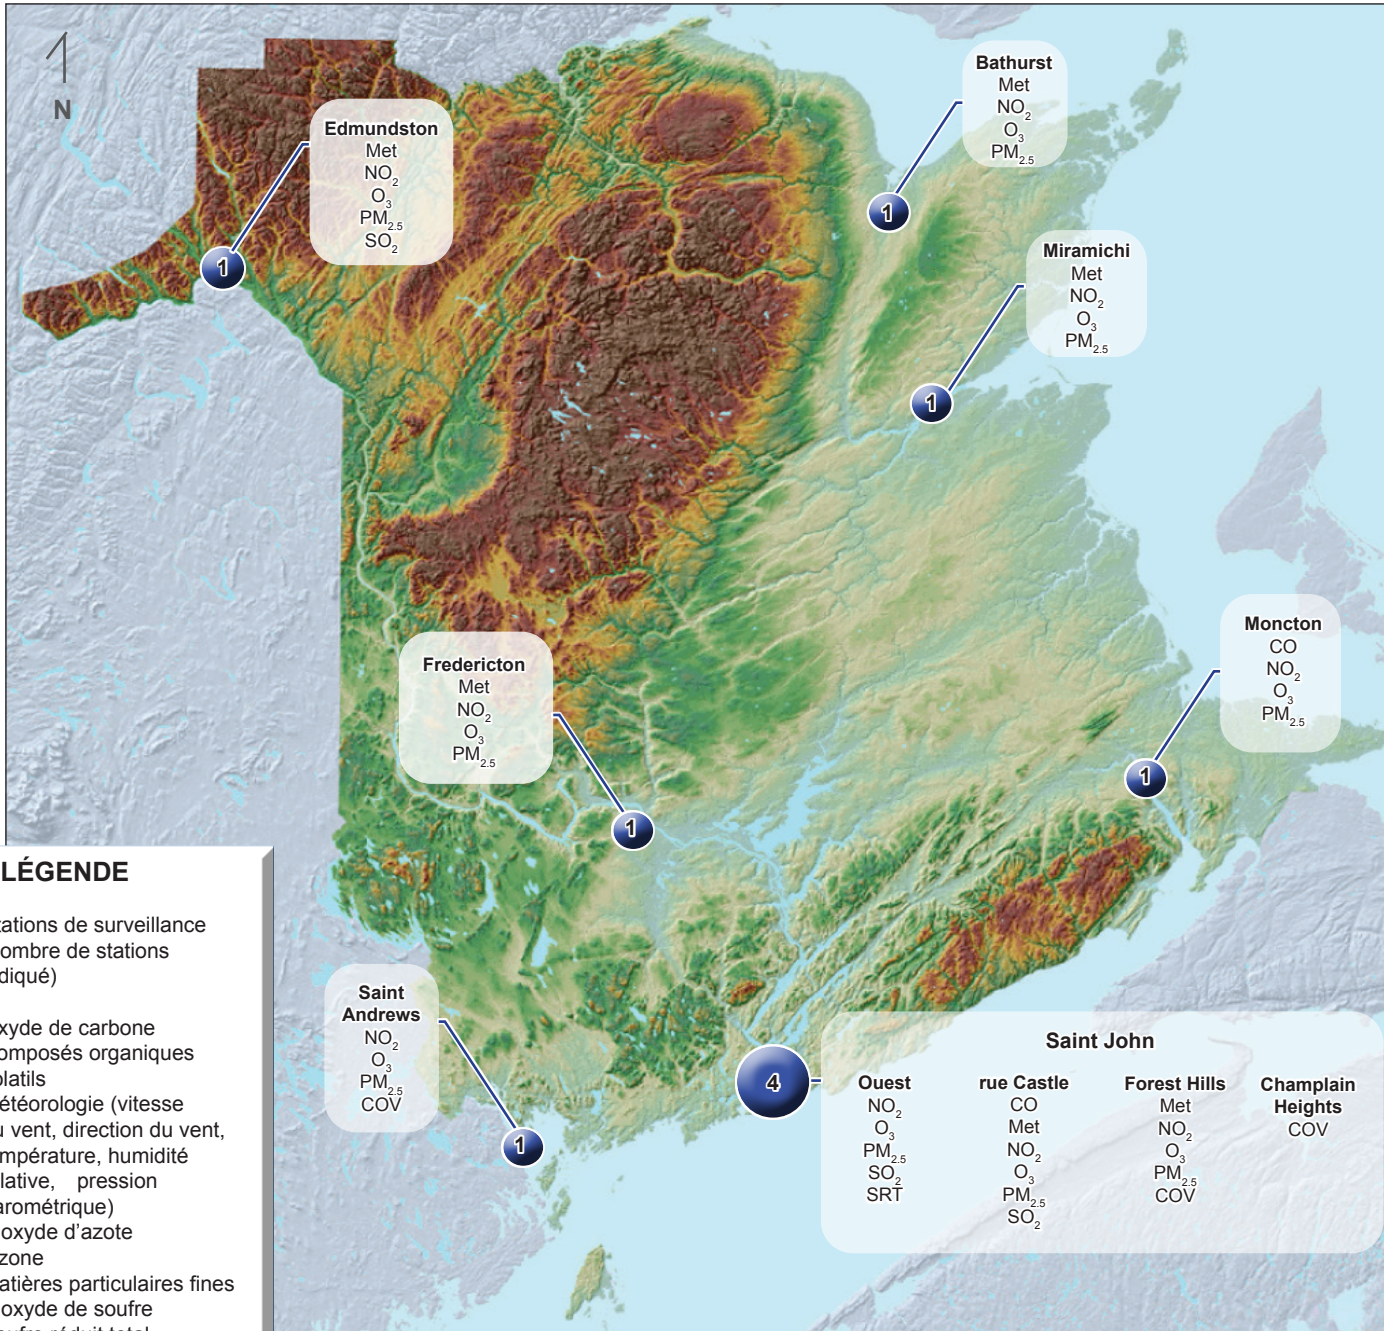 N
Edmundston
Met
NO2
O3
PM2.5
SO2
1
Bathurst
Met
NO2
O3
PM2.5
1
Miramichi
Met
NO2
O3
PM2.5
1
Moncton
CO
NO2
O3
PM2.5
1
Fredericton
Met
NO2
O3
PM2.5
1
Saint
Andrews
NO2
O3
PM2.5
COV
1
4
Saint John
Ouest
NO2
O3
PM2.5
SO2
SRT
rue Castle
CO
Met
NO2
O3
PM2.5
SO2
Forest Hills
Met
NO2
O3
PM2.5
COV
Champlain
Heights
COV
LÉGENDE
tations de surveillance
ombre de stations
diqué)
xyde de carbone
omposés organiques
olatils
étéorologie (vitesse
u vent, direction du vent,
mpérature, humidité
lative, pression
arométrique)
oxyde d'azote
zone
atières particulaires fines
oxyde de soufre